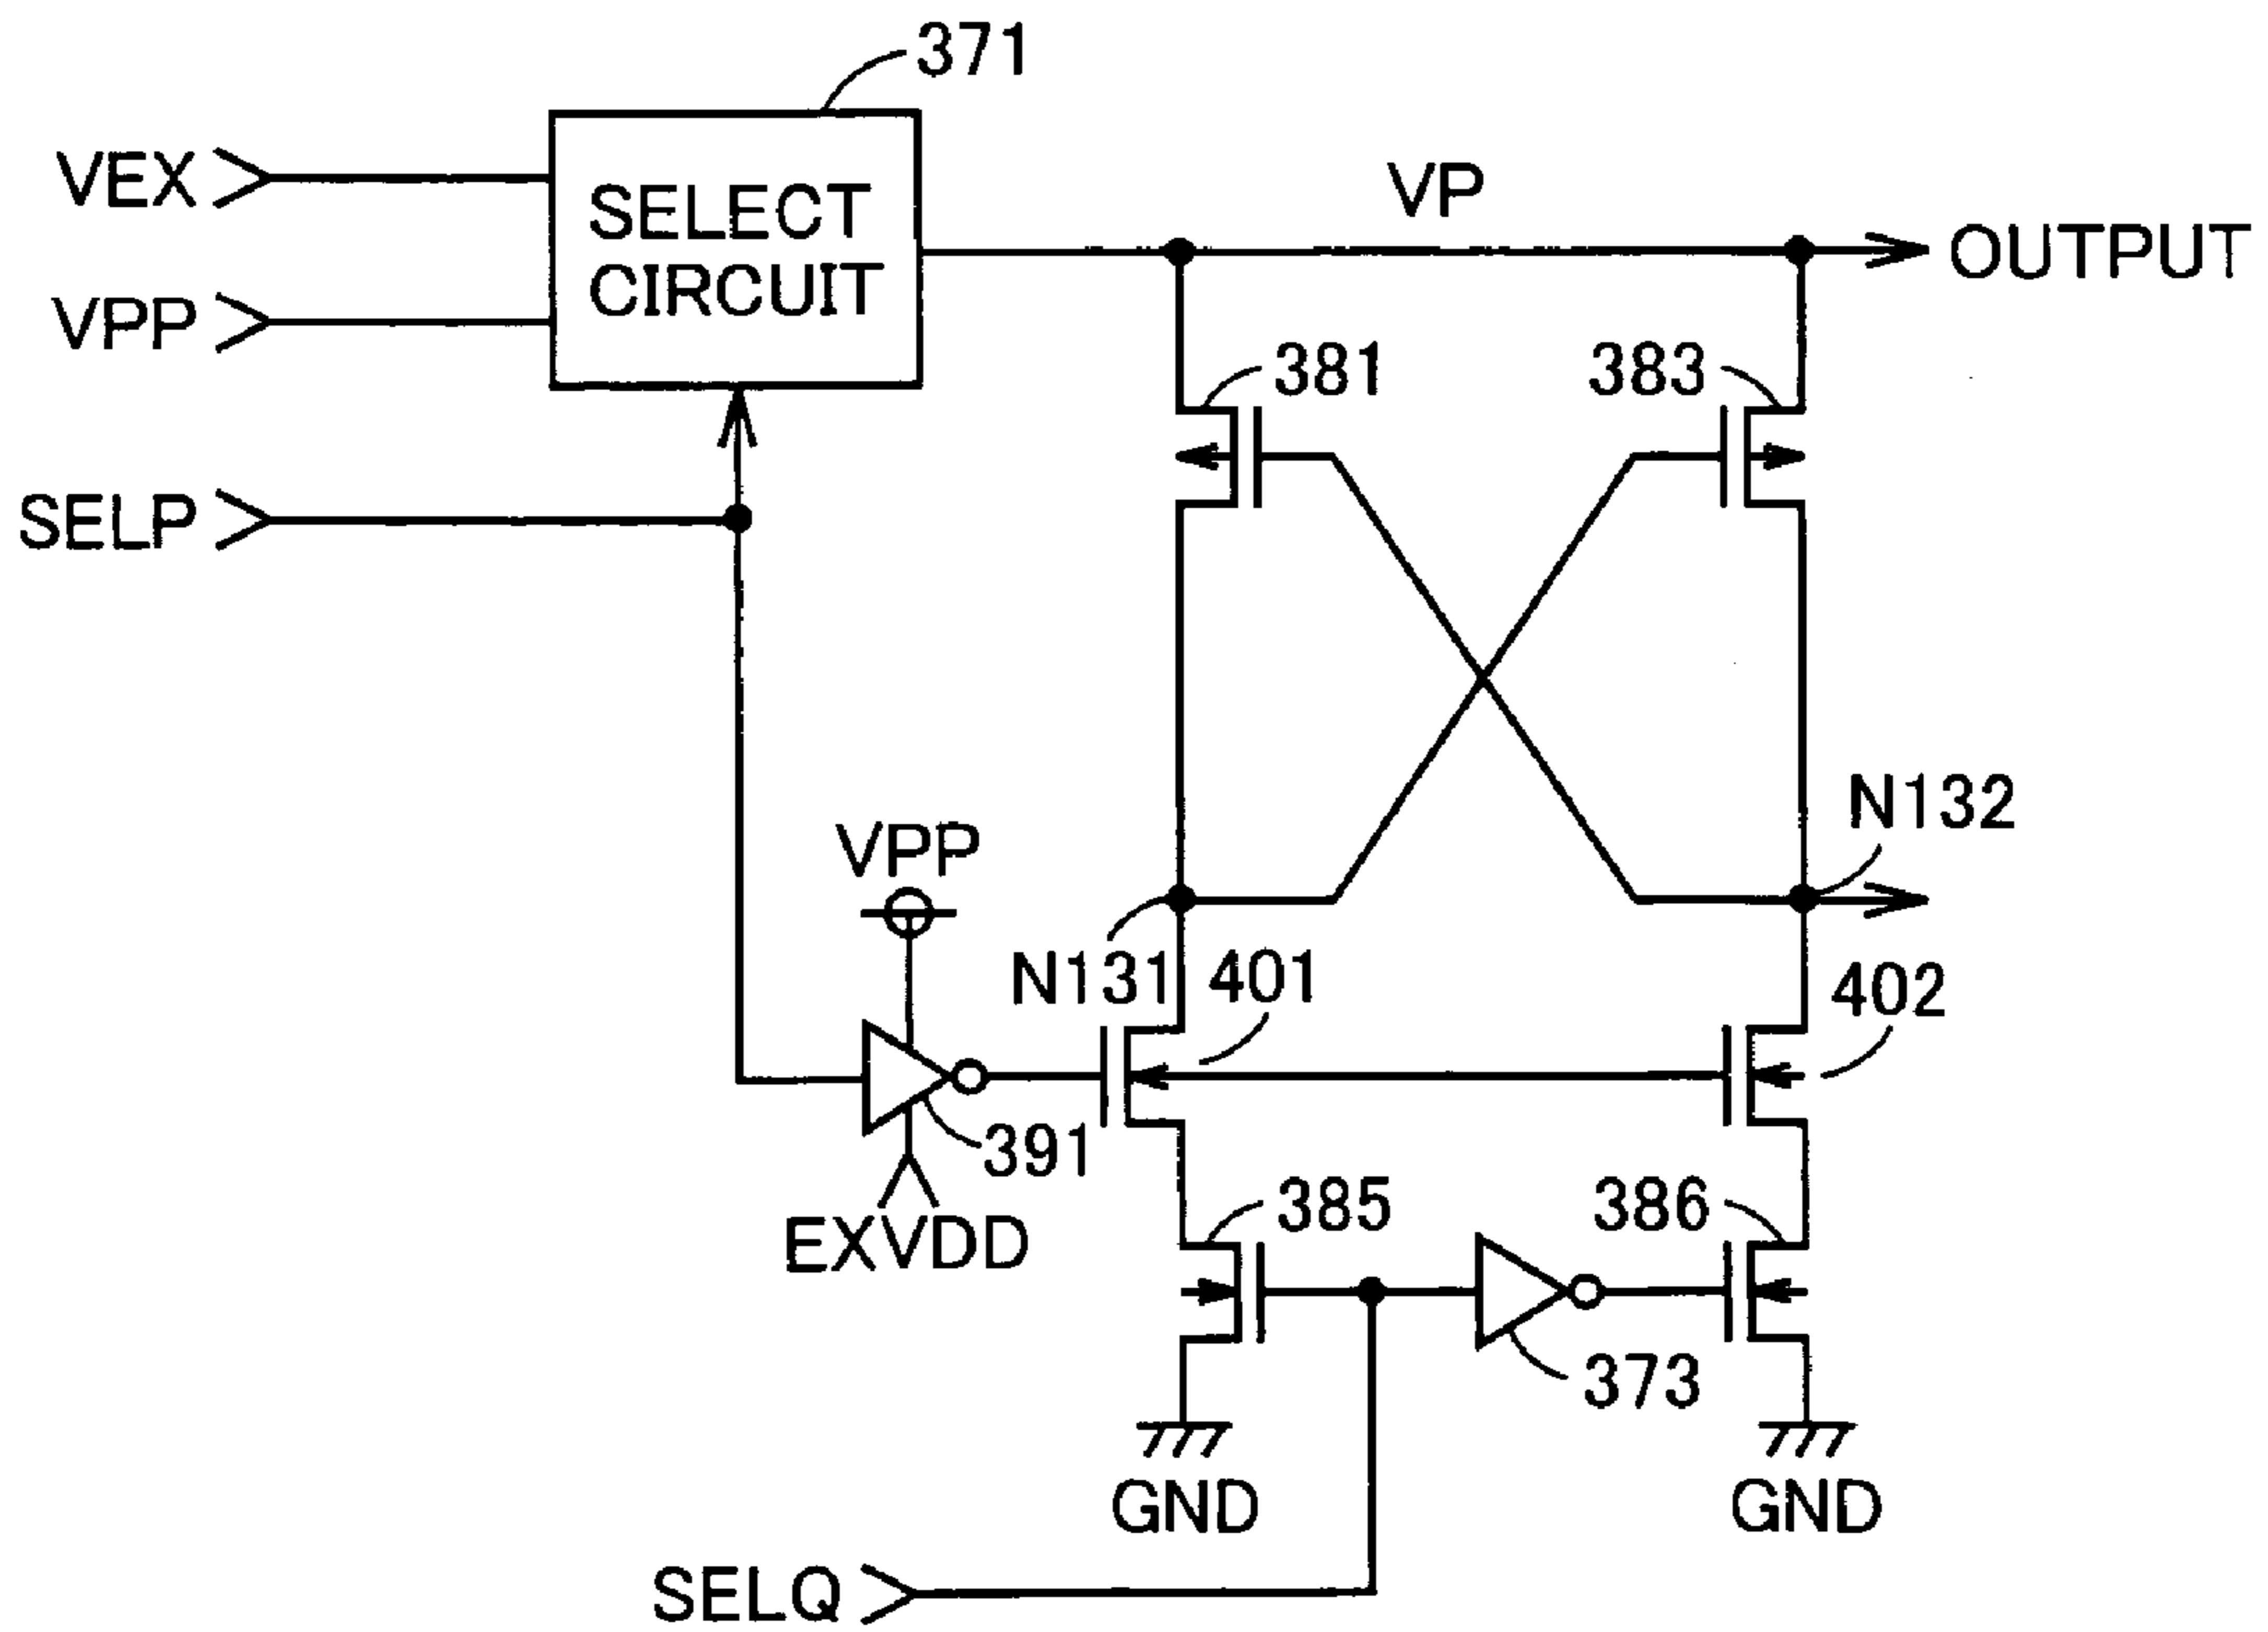 371
VEX
VP
SELECT
CIRCUIT
OUTPUT
VPP
381
383
SELP
N132
VPP
N131
401
402
391
385
386
EXVDD
373
GND
GND
SELQ